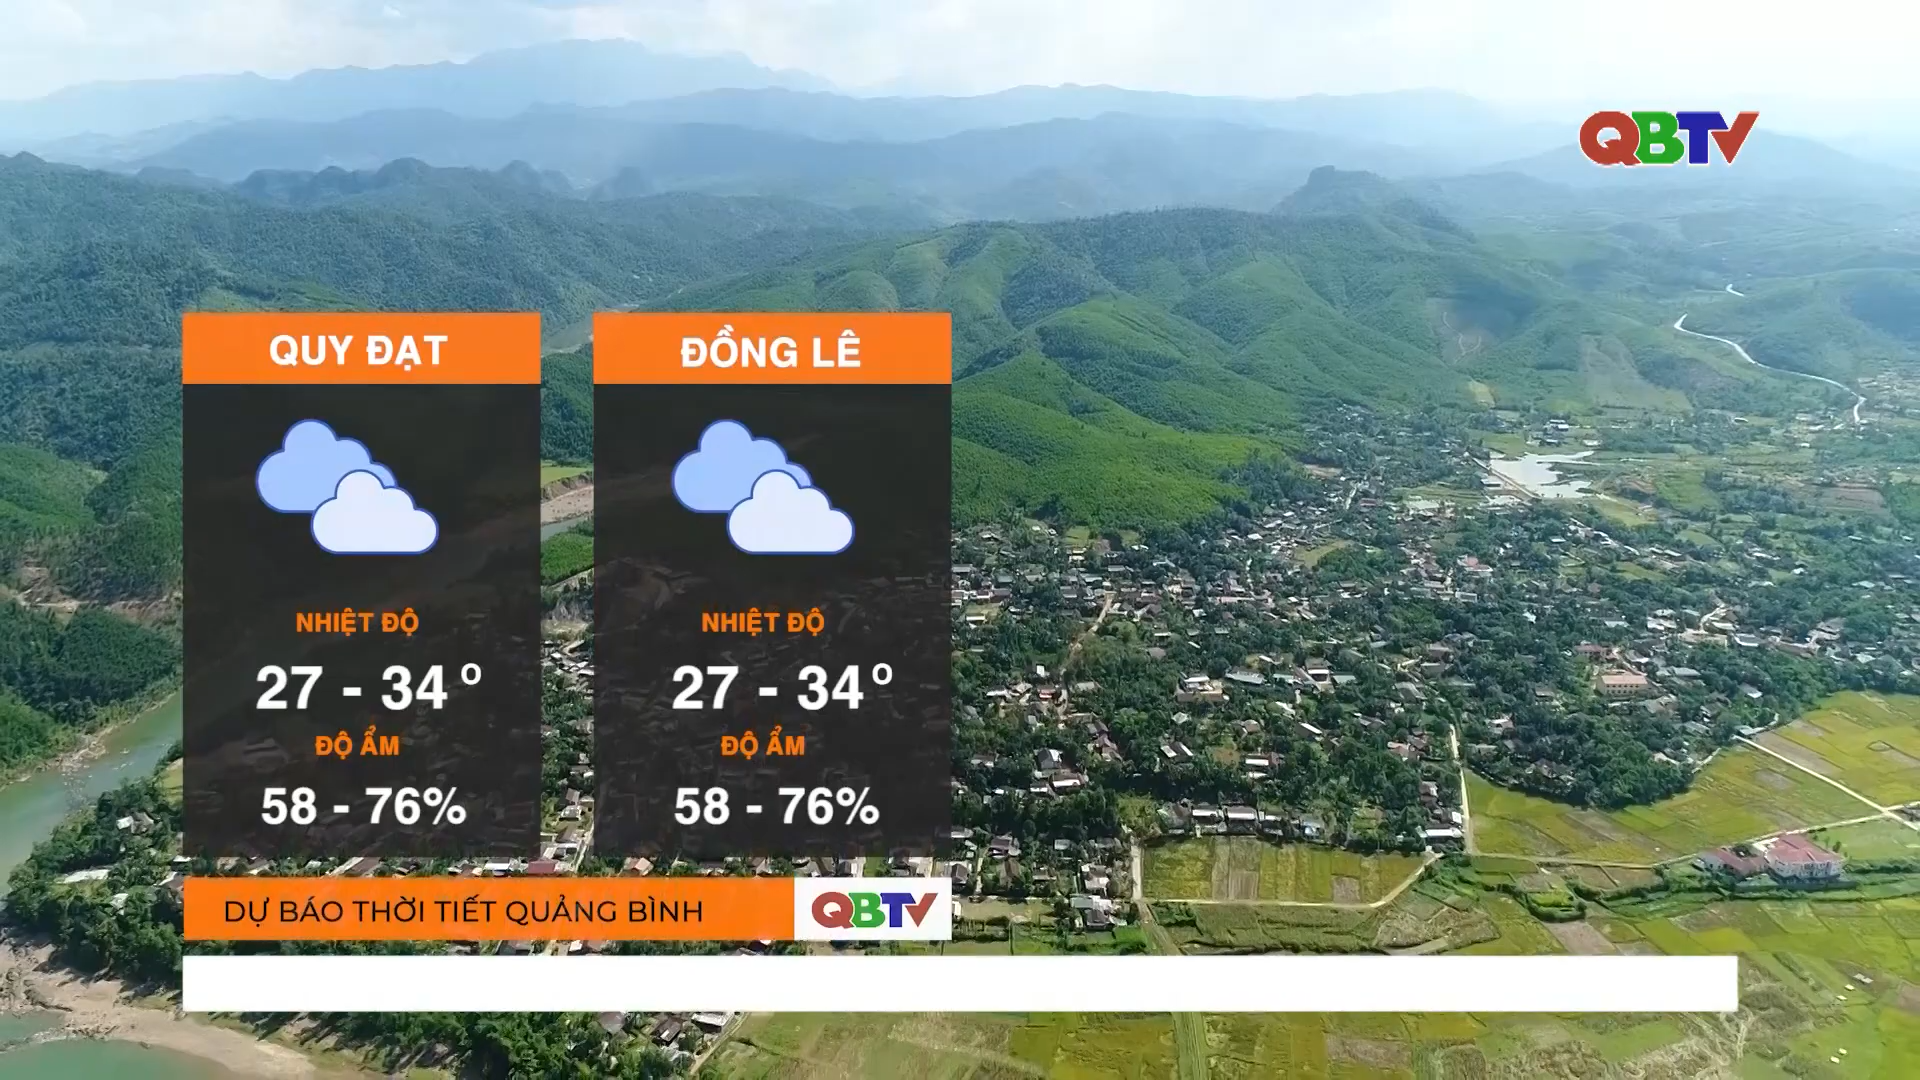 QBTV
QUY ĐẠT
NHIỆT ĐỘ
27 - 34°
ĐỘ ẨM
58 - 76%
ĐỒNG LÊ
NHIỆT ĐỘ
27 - 34°
ĐỘ ẨM
58 - 76%
DỰ BÁO THỜI TIẾT QUẢNG BÌNH
QBTV